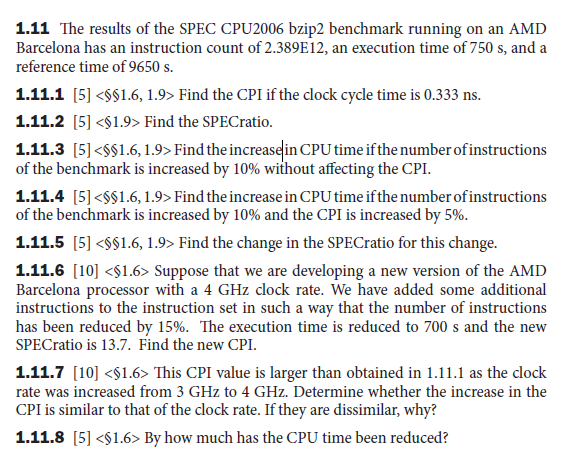 1.11 The results of the SPEC CPU2006 bzip2 benchmark running on an AMD
Barcelona has an instruction count of 2.389E12, an execution time of 750 s, and a
reference time of 9650 s.
1.11.1 [5] <§§1.6, 1.9> Find the CPI if the clock cycle time is 0.333 ns.
1.11.2 [5] <§1.9> Find the SPECratio.
1.11.3 [5] <§§1.6, 1.9> Find the increase in CPU time if the number of instructions
of the benchmark is increased by 10% without affecting the CPI.
1.11.4 [5] <§§1.6, 1.9> Find the increase in CPU time if the number of instructions
of the benchmark is increased by 10% and the CPI is increased by 5%.
1.11.5 [5] <§§1.6, 1.9> Find the change in the SPECratio for this change.
1.11.6 [10] <§1.6> Suppose that we are developing a new version of the AMD
Barcelona processor with a 4 GHz clock rate. We have added some additional
instructions to the instruction set in such a way that the number of instructions
has been reduced by 15%. The execution time is reduced to 700 s and the new
SPECratio is 13.7. Find the new CPI.
1.11.7 [10] <§1.6> This CPI value is larger than obtained in 1.11.1 as the clock
rate was increased from 3 GHz to 4 GHz. Determine whether the increase in the
CPI is similar to that of the clock rate. If they are dissimilar, why?
1.11.8 [5] <§1.6> By how much has the CPU time been reduced?